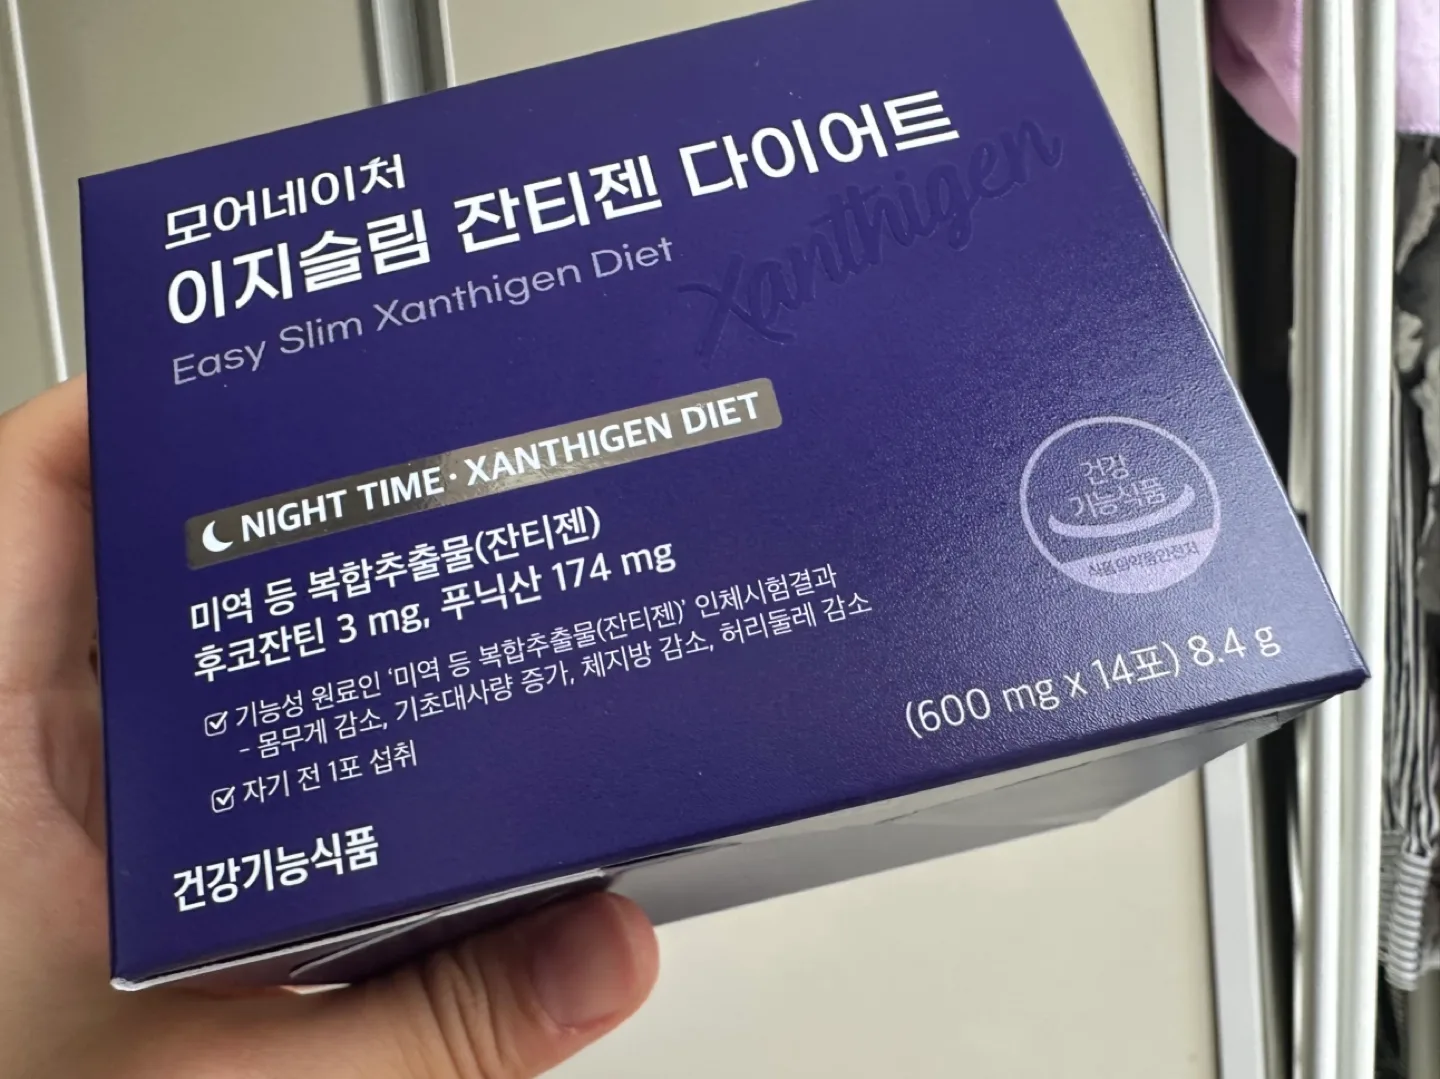 모어네이처
이지슬림 잔티젠 다이어트
Easy Slim Xanthigen Diet
Xanthigen
NIGHT TIME · XANTHIGEN DIET
미역 등 복합추출물(잔티젠)
후코잔틴 3 mg, 푸닉산 174 mg
기능성 원료인 '미역 등 복합추출물(잔티젠)' 인체시험결과
- 몸무게 감소, 기초대사량 증가, 체지방 감소, 허리둘레 감소
자기 전 1포 섭취
건강기능식품
건강
기능식품
식품의약품안전처
(600 mg x 14포) 8.4 g